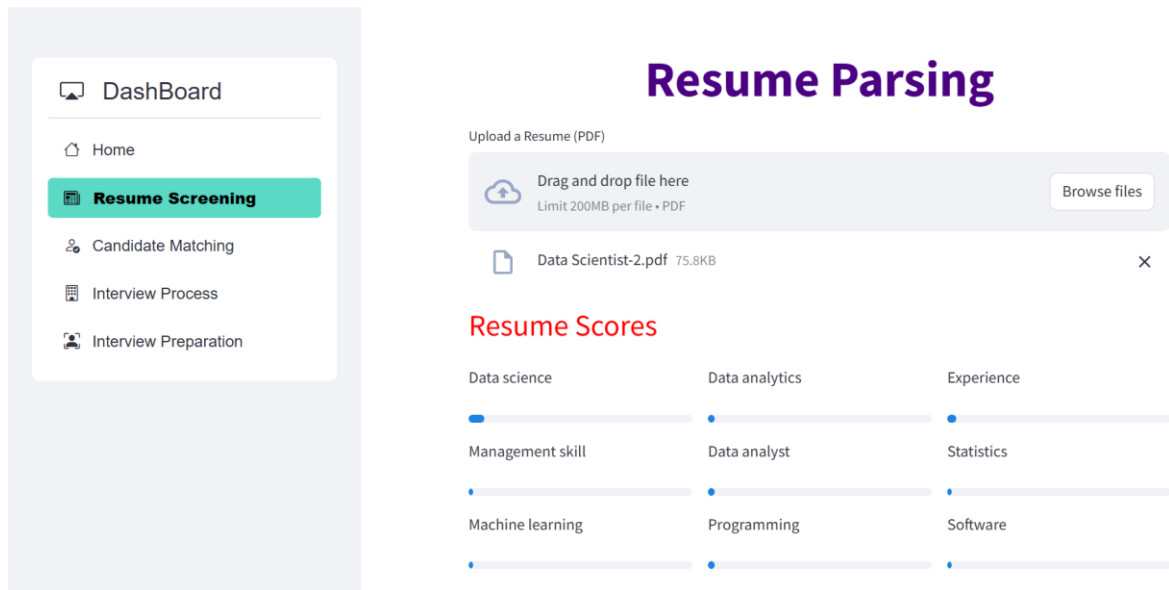 DashBoard
Home
Resume Screening
Candidate Matching
Interview Process
Interview Preparation
Resume Parsing
Upload a Resume (PDF)
Drag and drop file here
Limit 200MB per file • PDF
Browse files
Data Scientist-2.pdf 75.8KB
Resume Scores
Data science Data analytics Experience
Management skill Data analyst Statistics
Machine learning Programming Software